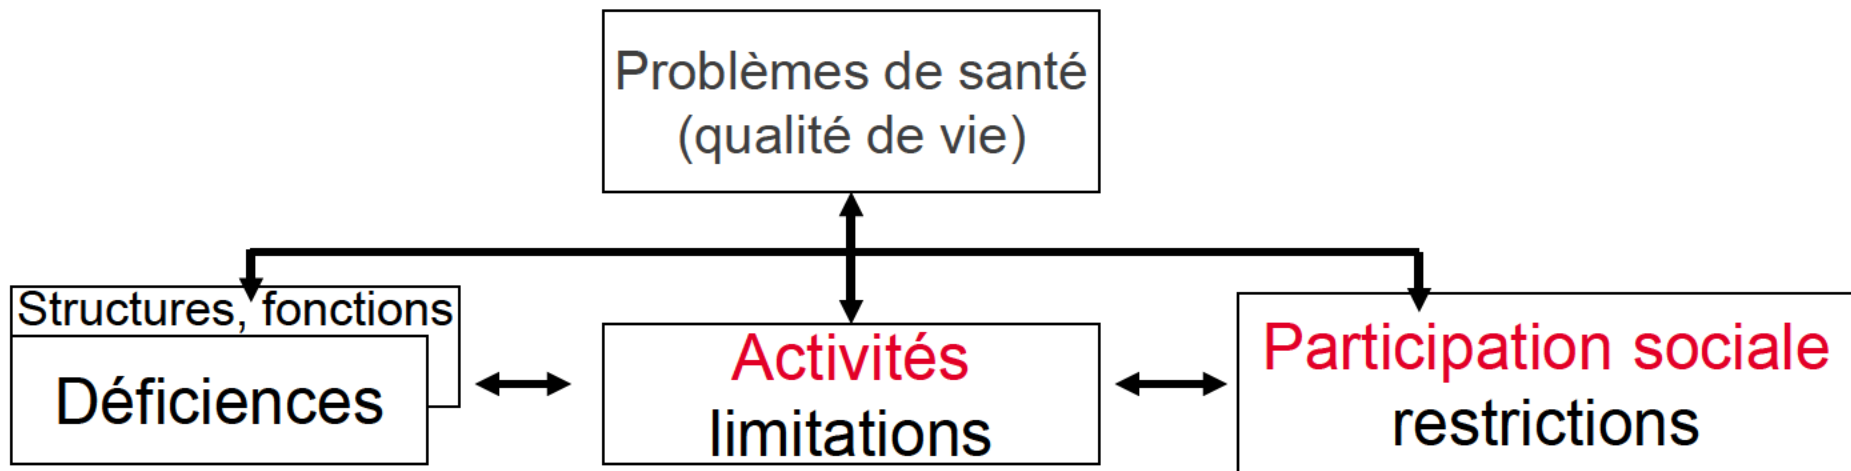 Problèmes de santé
(qualité de vie)
Structures, fonctions
Déficiences
Activités
limitations
Participation sociale
restrictions